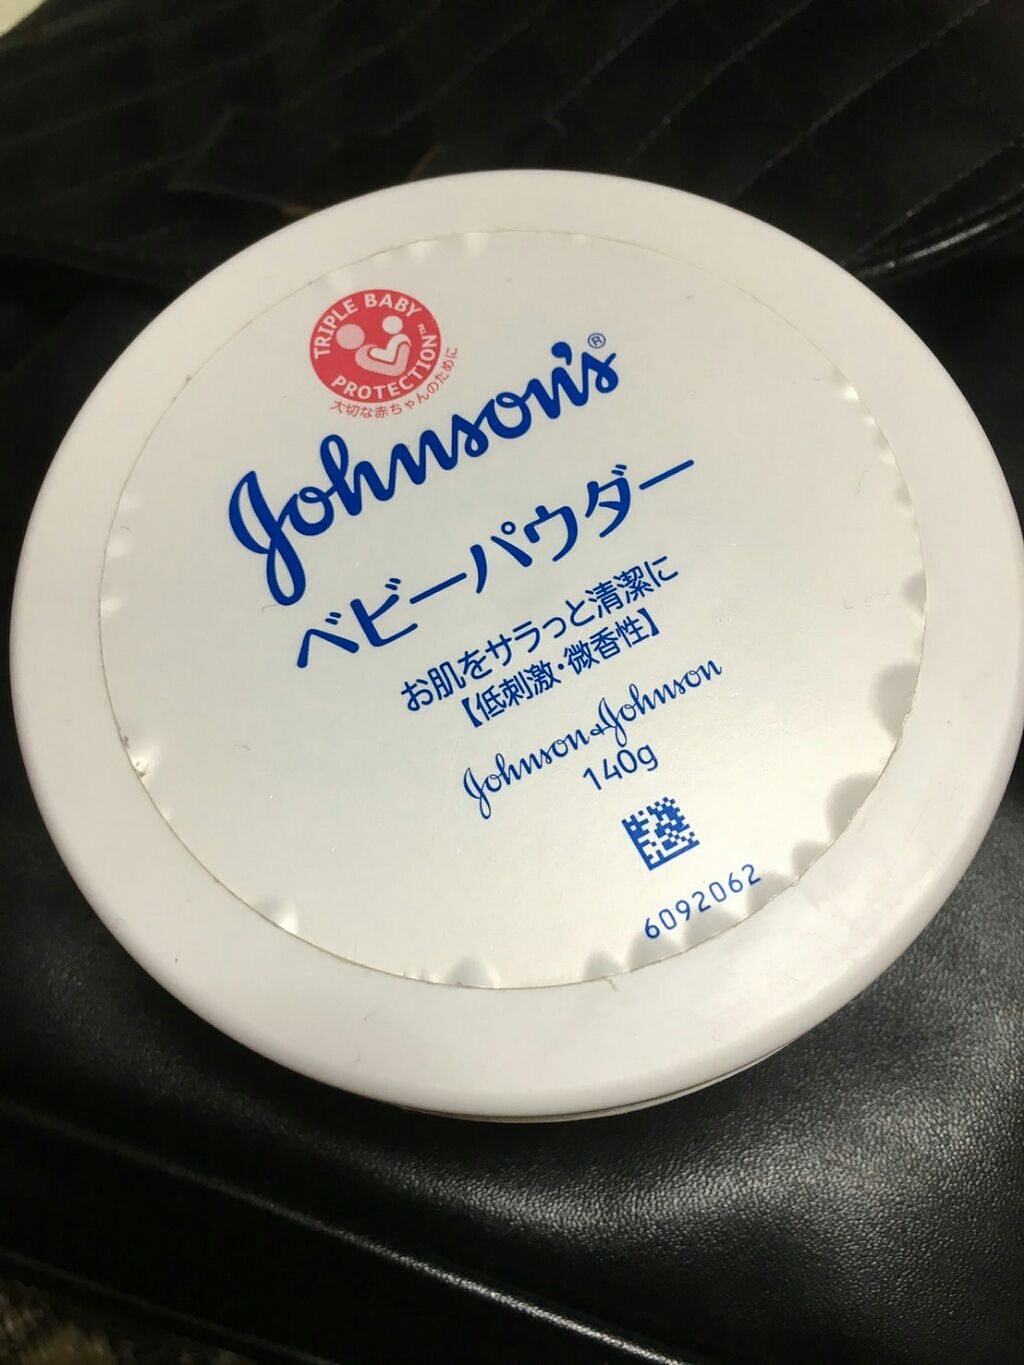 TRIPLE BABY
PROTECTION™
大切な赤ちゃんのために
Johnson's®
ベビーパウダー
お肌をサラっと清潔に
【低刺激・微香性】
Johnson & Johnson
140g
6092062